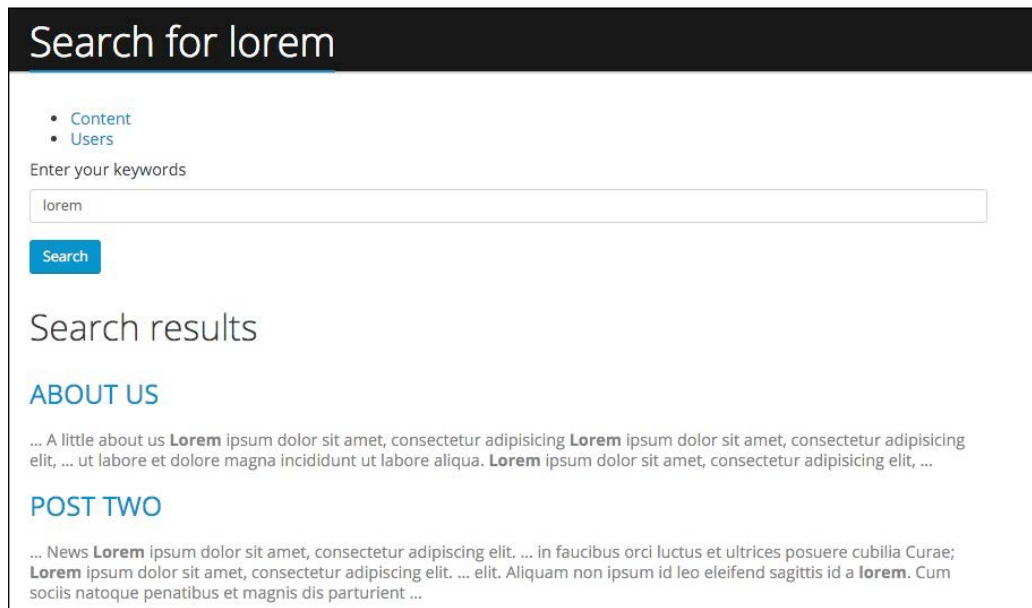 Search for lorem
Content
Users
Enter your keywords
lorem
Search
Search results
ABOUT US
... A little about us Lorem ipsum dolor sit amet, consectetur adipisicing Lorem ipsum dolor sit amet, consectetur adipisicing
elit, ... ut labore et dolore magna incididunt ut labore aliqua. Lorem ipsum dolor sit amet, consectetur adipisicing elit, ...
POST TWO
... News Lorem ipsum dolor sit amet, consectetur adipiscing elit. ... in faucibus orci luctus et ultrices posuere cubilia Curae;
Lorem ipsum dolor sit amet, consectetur adipiscing elit. ... elit. Aliquam non ipsum id leo eleifend sagittis id a lorem. Cum
sociis natoque penatibus et magnis dis parturient ...